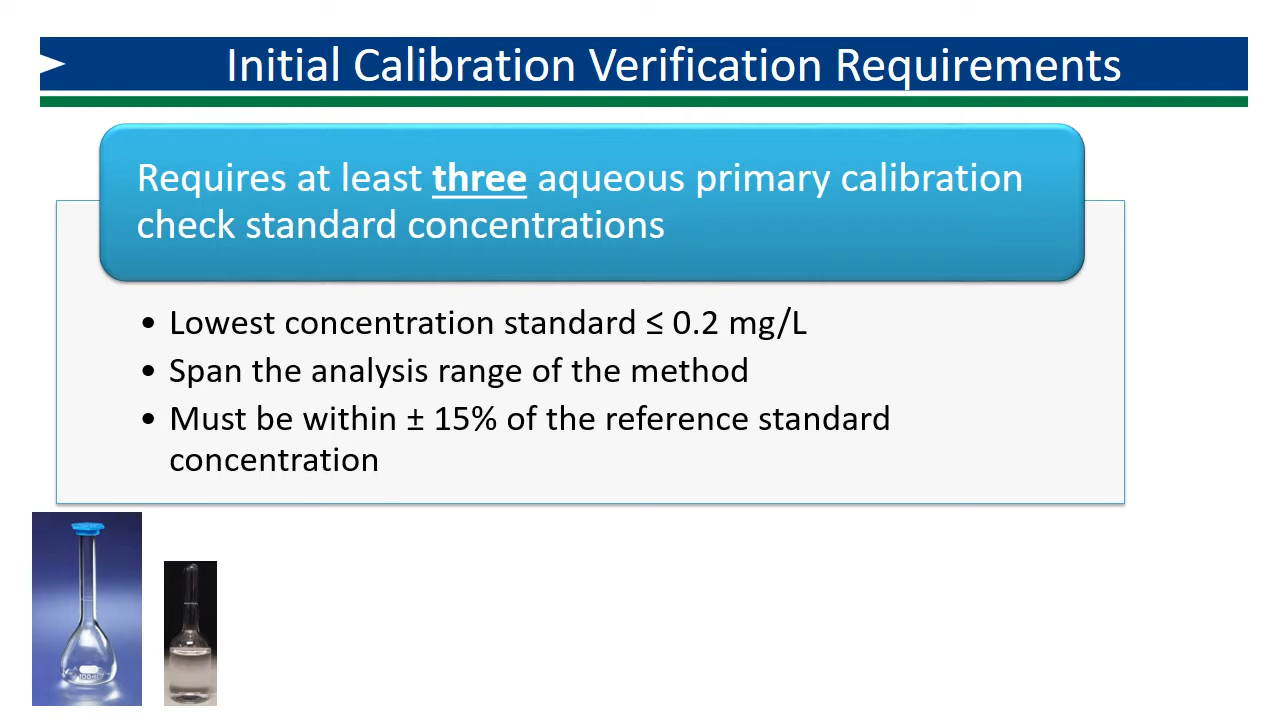 Initial Calibration Verification Requirements
Requires at least three aqueous primary calibration
check standard concentrations
• Lowest concentration standard ≤ 0.2 mg/L
• Span the analysis range of the method
• Must be within ± 15% of the reference standard
concentration